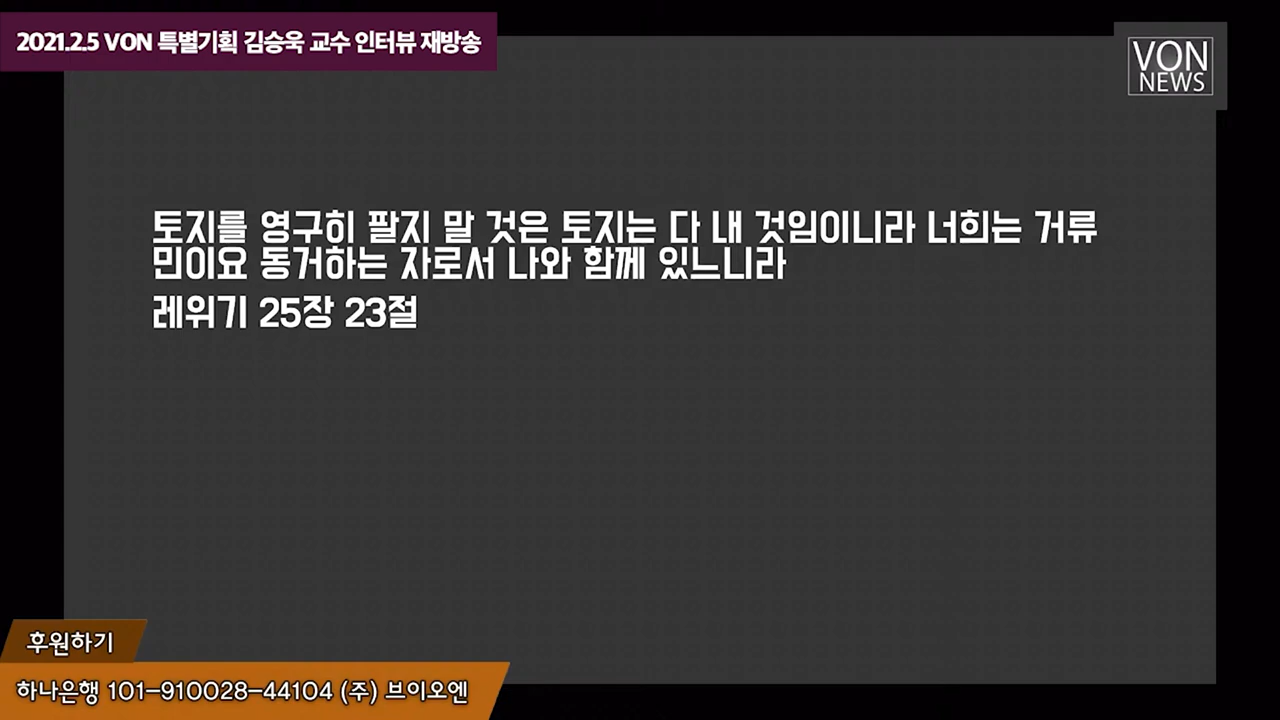 2021.2.5 VON 특별기획 김승욱 교수 인터뷰 재방송
VON
NEWS
토지를 영구히 팔지 말 것은 토지는 다 내 것임이니라 너희는 거류
민이요 동거하는 자로서 나와 함께 있느니라
레위기 25장 23절
후원하기
하나은행 101-910028-44104 (주) 브이오엔